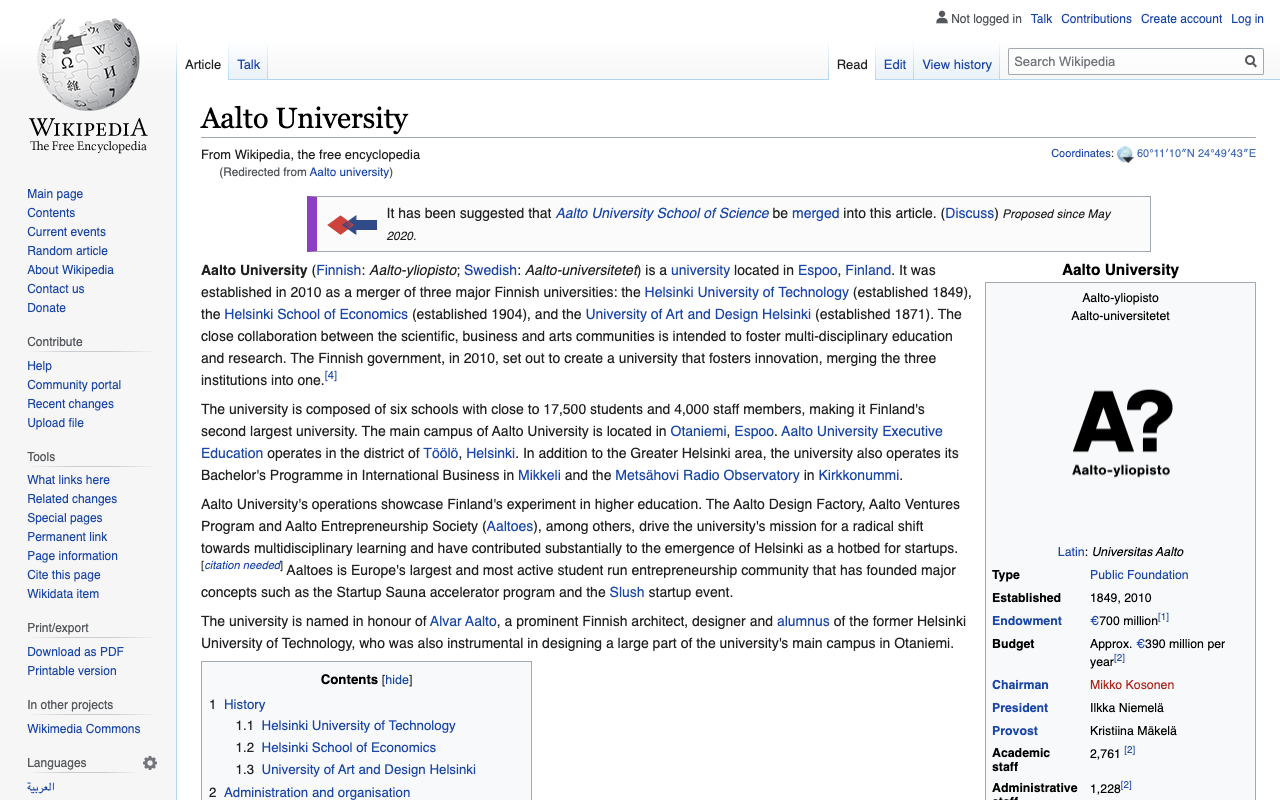 Not logged in Talk Contributions Create account Log in
Article Talk Read Edit View history Search Wikipedia
WIKIPEDIA
The Free Encyclopedia
Main page
Contents
Current events
Random article
About Wikipedia
Contact us
Donate
Contribute
Help
Community portal
Recent changes
Upload file
Tools
What links here
Related changes
Special pages
Permanent link
Page information
Cite this page
Wikidata item
Print/export
Download as PDF
Printable version
In other projects
Wikimedia Commons
Languages
العربية
Aalto University
From Wikipedia, the free encyclopedia
(Redirected from Aalto university)
Coordinates: 60°11′10″N 24°49′43″E
It has been suggested that Aalto University School of Science be merged into this article. (Discuss) Proposed since May
2020.
Aalto University (Finnish: Aalto-yliopisto; Swedish: Aalto-universitetet) is a university located in Espoo, Finland. It was
established in 2010 as a merger of three major Finnish universities: the Helsinki University of Technology (established 1849),
the Helsinki School of Economics (established 1904), and the University of Art and Design Helsinki (established 1871). The
close collaboration between the scientific, business and arts communities is intended to foster multi-disciplinary education
and research. The Finnish government, in 2010, set out to create a university that fosters innovation, merging the three
institutions into one.[4]
The university is composed of six schools with close to 17,500 students and 4,000 staff members, making it Finland's
second largest university. The main campus of Aalto University is located in Otaniemi, Espoo. Aalto University Executive
Education operates in the district of Töölö, Helsinki. In addition to the Greater Helsinki area, the university also operates its
Bachelor's Programme in International Business in Mikkeli and the Metsähovi Radio Observatory in Kirkkonummi.
Aalto University's operations showcase Finland's experiment in higher education. The Aalto Design Factory, Aalto Ventures
Program and Aalto Entrepreneurship Society (Aaltoes), among others, drive the university's mission for a radical shift
towards multidisciplinary learning and have contributed substantially to the emergence of Helsinki as a hotbed for startups.
[citation needed] Aaltoes is Europe's largest and most active student run entrepreneurship community that has founded major
concepts such as the Startup Sauna accelerator program and the Slush startup event.
The university is named in honour of Alvar Aalto, a prominent Finnish architect, designer and alumnus of the former Helsinki
University of Technology, who was also instrumental in designing a large part of the university's main campus in Otaniemi.
Contents [hide]
1 History
1.1 Helsinki University of Technology
1.2 Helsinki School of Economics
1.3 University of Art and Design Helsinki
2 Administration and organisation
Aalto University
Aalto-yliopisto
Aalto-universitetet
A?
Aalto-yliopisto
Latin: Universitas Aalto
Type Public Foundation
Established 1849, 2010
Endowment €700 million[1]
Budget Approx. €390 million per
year[2]
Chairman Mikko Kosonen
President Ilkka Niemelä
Provost Kristiina Mäkelä
Academic
staff 2,761 [2]
Administrative 1,228[2]
staff